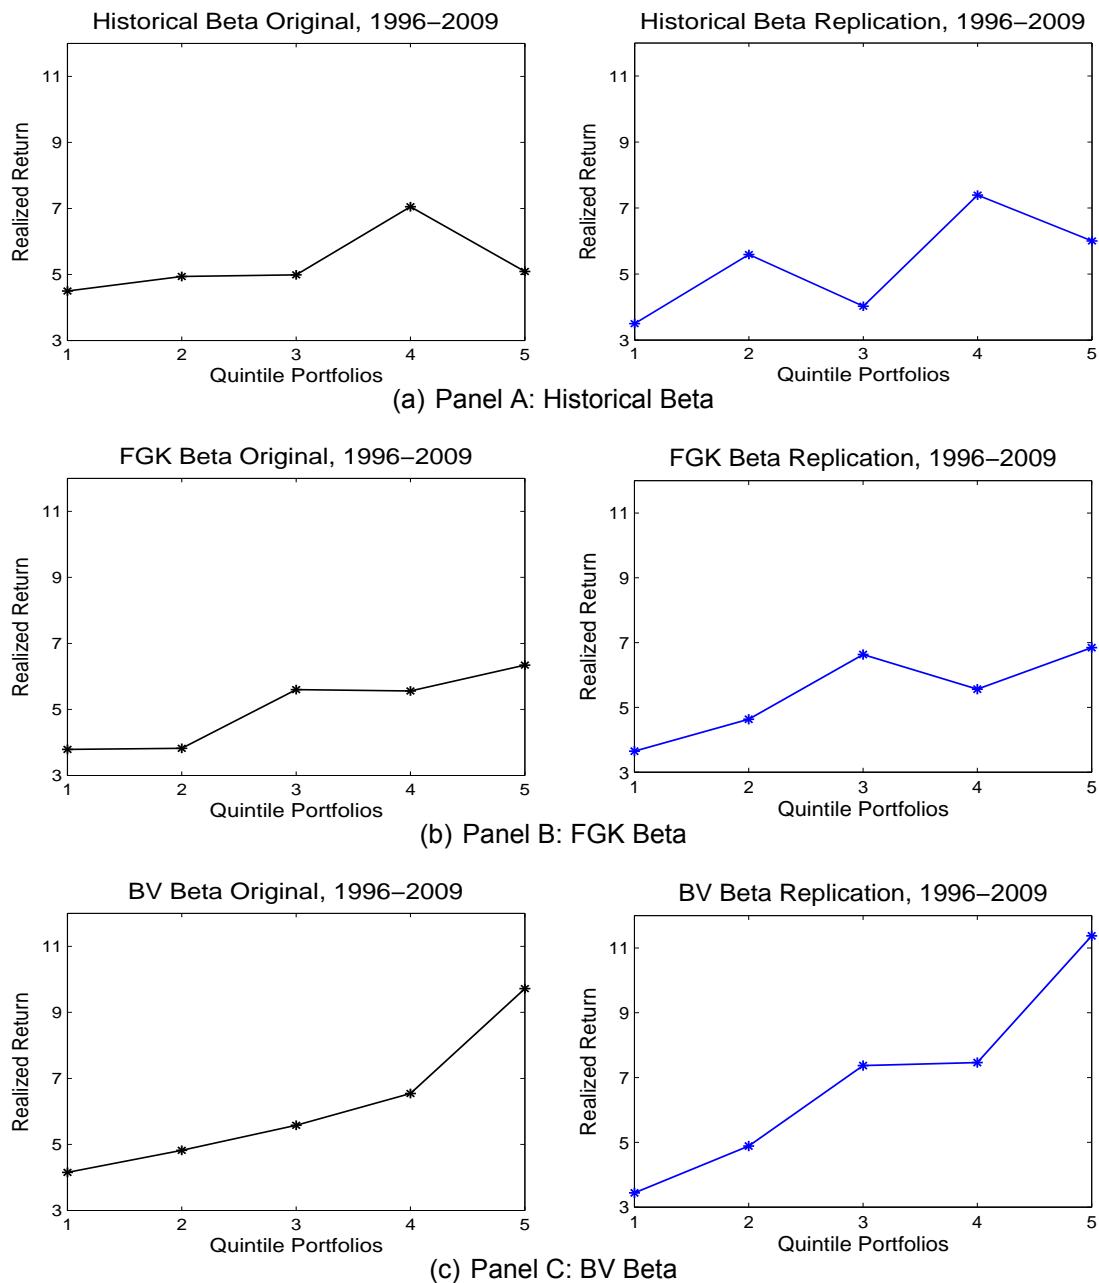 Historical Beta Original, 1996−2009
11
9
7
5
3
1 2 3 4 5
Realized Return
Quintile Portfolios
Historical Beta Replication, 1996−2009
11
9
7
5
3
1 2 3 4 5
Realized Return
Quintile Portfolios
(a) Panel A: Historical Beta
FGK Beta Original, 1996−2009
11
9
7
5
3
1 2 3 4 5
Realized Return
Quintile Portfolios
FGK Beta Replication, 1996−2009
11
9
7
5
3
1 2 3 4 5
Realized Return
Quintile Portfolios
(b) Panel B: FGK Beta
BV Beta Original, 1996−2009
11
9
7
5
3
1 2 3 4 5
Realized Return
Quintile Portfolios
BV Beta Replication, 1996−2009
11
9
7
5
3
1 2 3 4 5
Realized Return
Quintile Portfolios
(c) Panel C: BV Beta